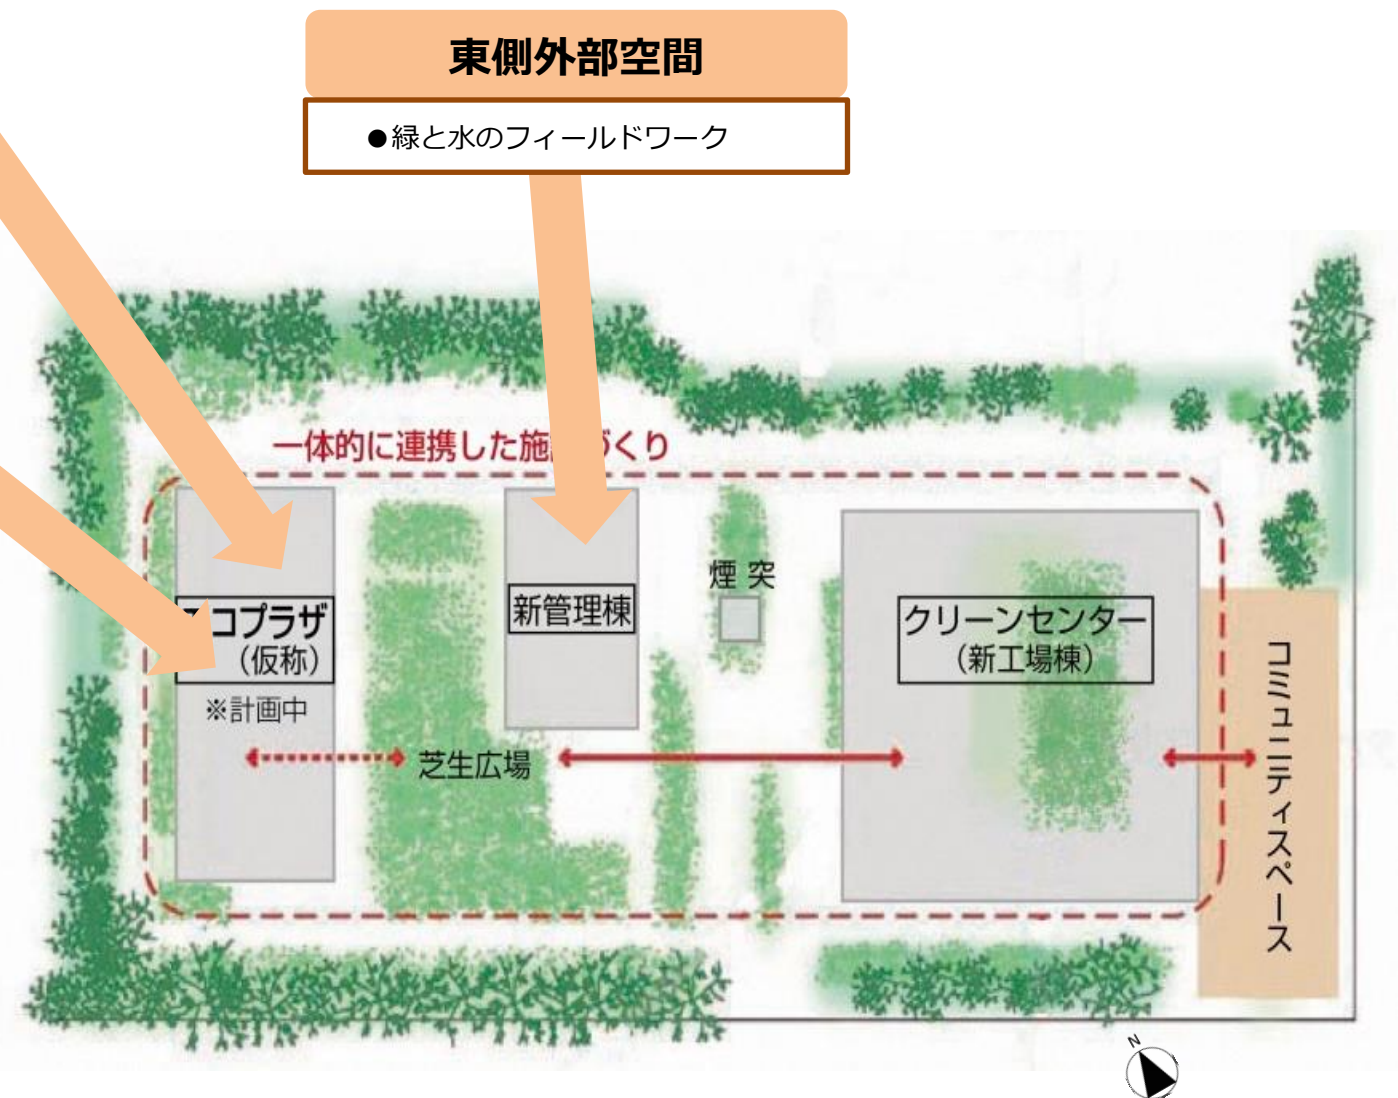 東側外部空間
●緑と水のフィールドワーク
一体的に連携した施設づくり
煙突
コプラザ
（仮称）
※計画中
新管理棟
クリーンセンター
（新工場棟）
芝生広場
コミュニティスペース
N